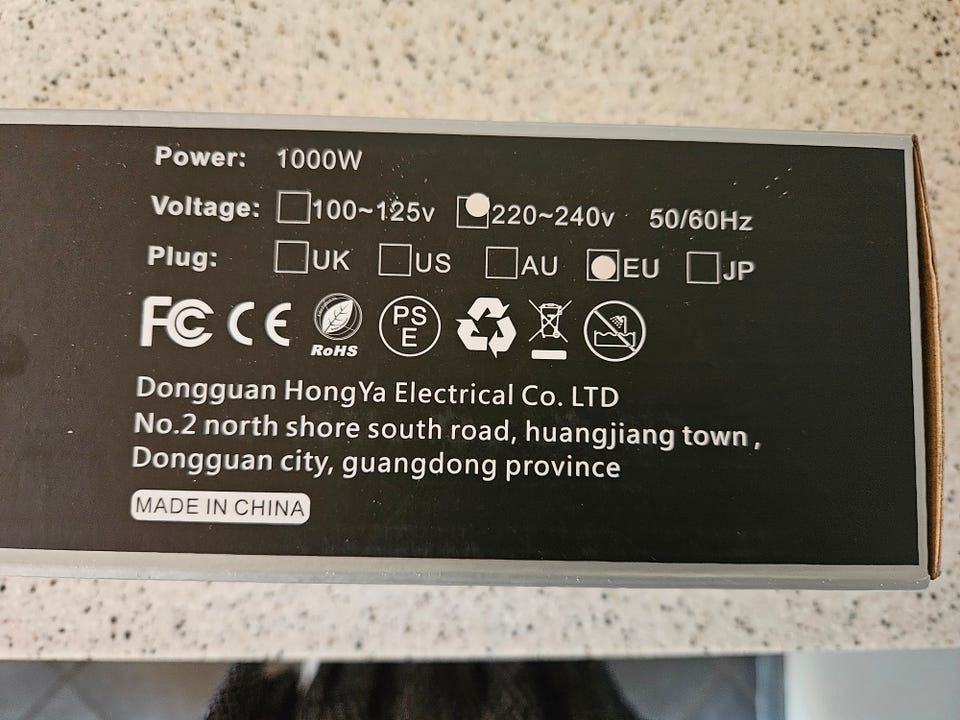 Power: 1000W
Voltage: 100~125v 220~240v 50/60Hz
Plug: UK US AU EU JP
FC CE RoHS PSE
Dongguan HongYa Electrical Co. LTD
No.2 north shore south road, huangjiang town ,
Dongguan city, guangdong province
MADE IN CHINA